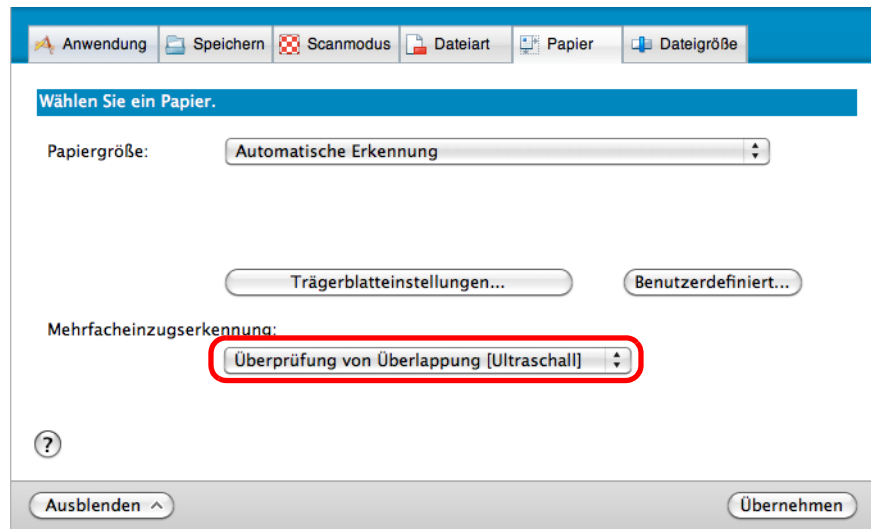 Anwendung Speichern Scanmodus Dateiart Papier Dateigröße
Wählen Sie ein Papier.
Papiergröße: Automatische Erkennung
Trägerblatteinstellungen... Benutzerdefiniert...
Mehrfacheinzugserkennung:
Überprüfung von Überlappung [Ultraschall]
?
Ausblenden Übernehmen